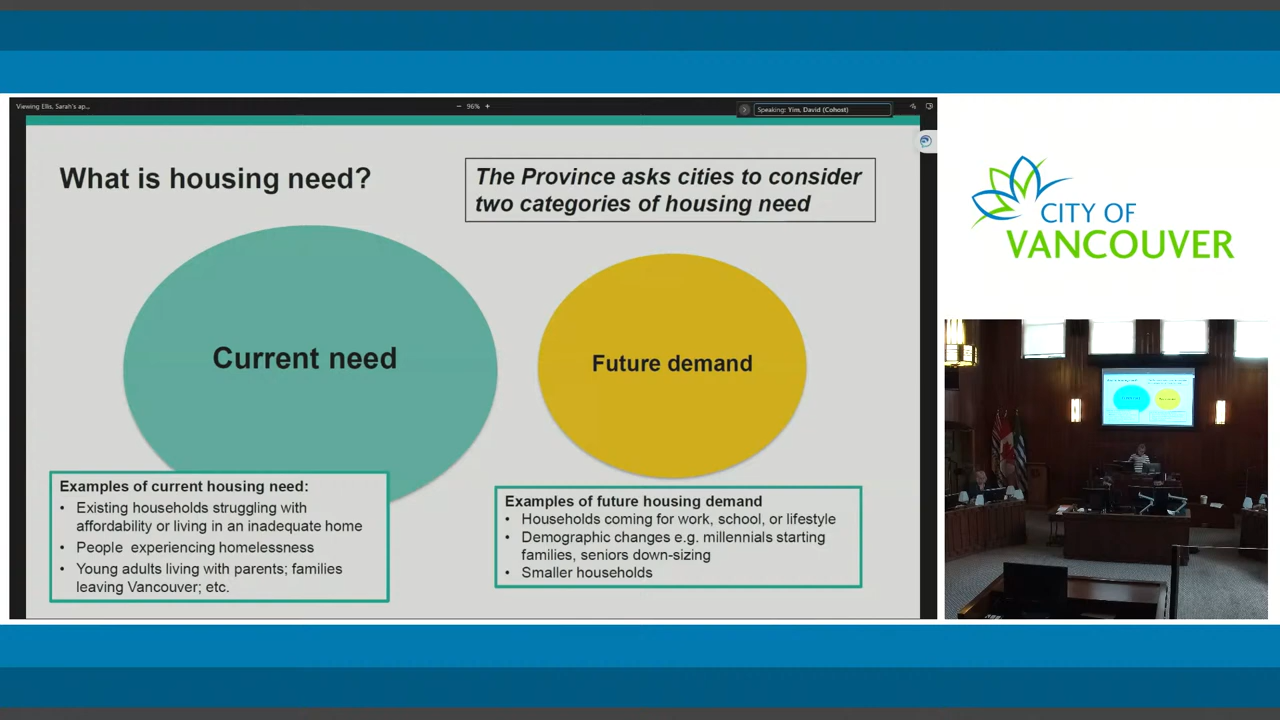 Viewing Ellis, Sarah's ap...
96%
Speaking: Yim, David (Cohost)
What is housing need?
The Province asks cities to consider
two categories of housing need
Current need
Future demand
Examples of current housing need:
• Existing households struggling with
affordability or living in an inadequate home
• People experiencing homelessness
• Young adults living with parents; families
leaving Vancouver; etc.
Examples of future housing demand
• Households coming for work, school, or lifestyle
• Demographic changes e.g. millennials starting
families, seniors down-sizing
• Smaller households
CITY OF
VANCOUVER